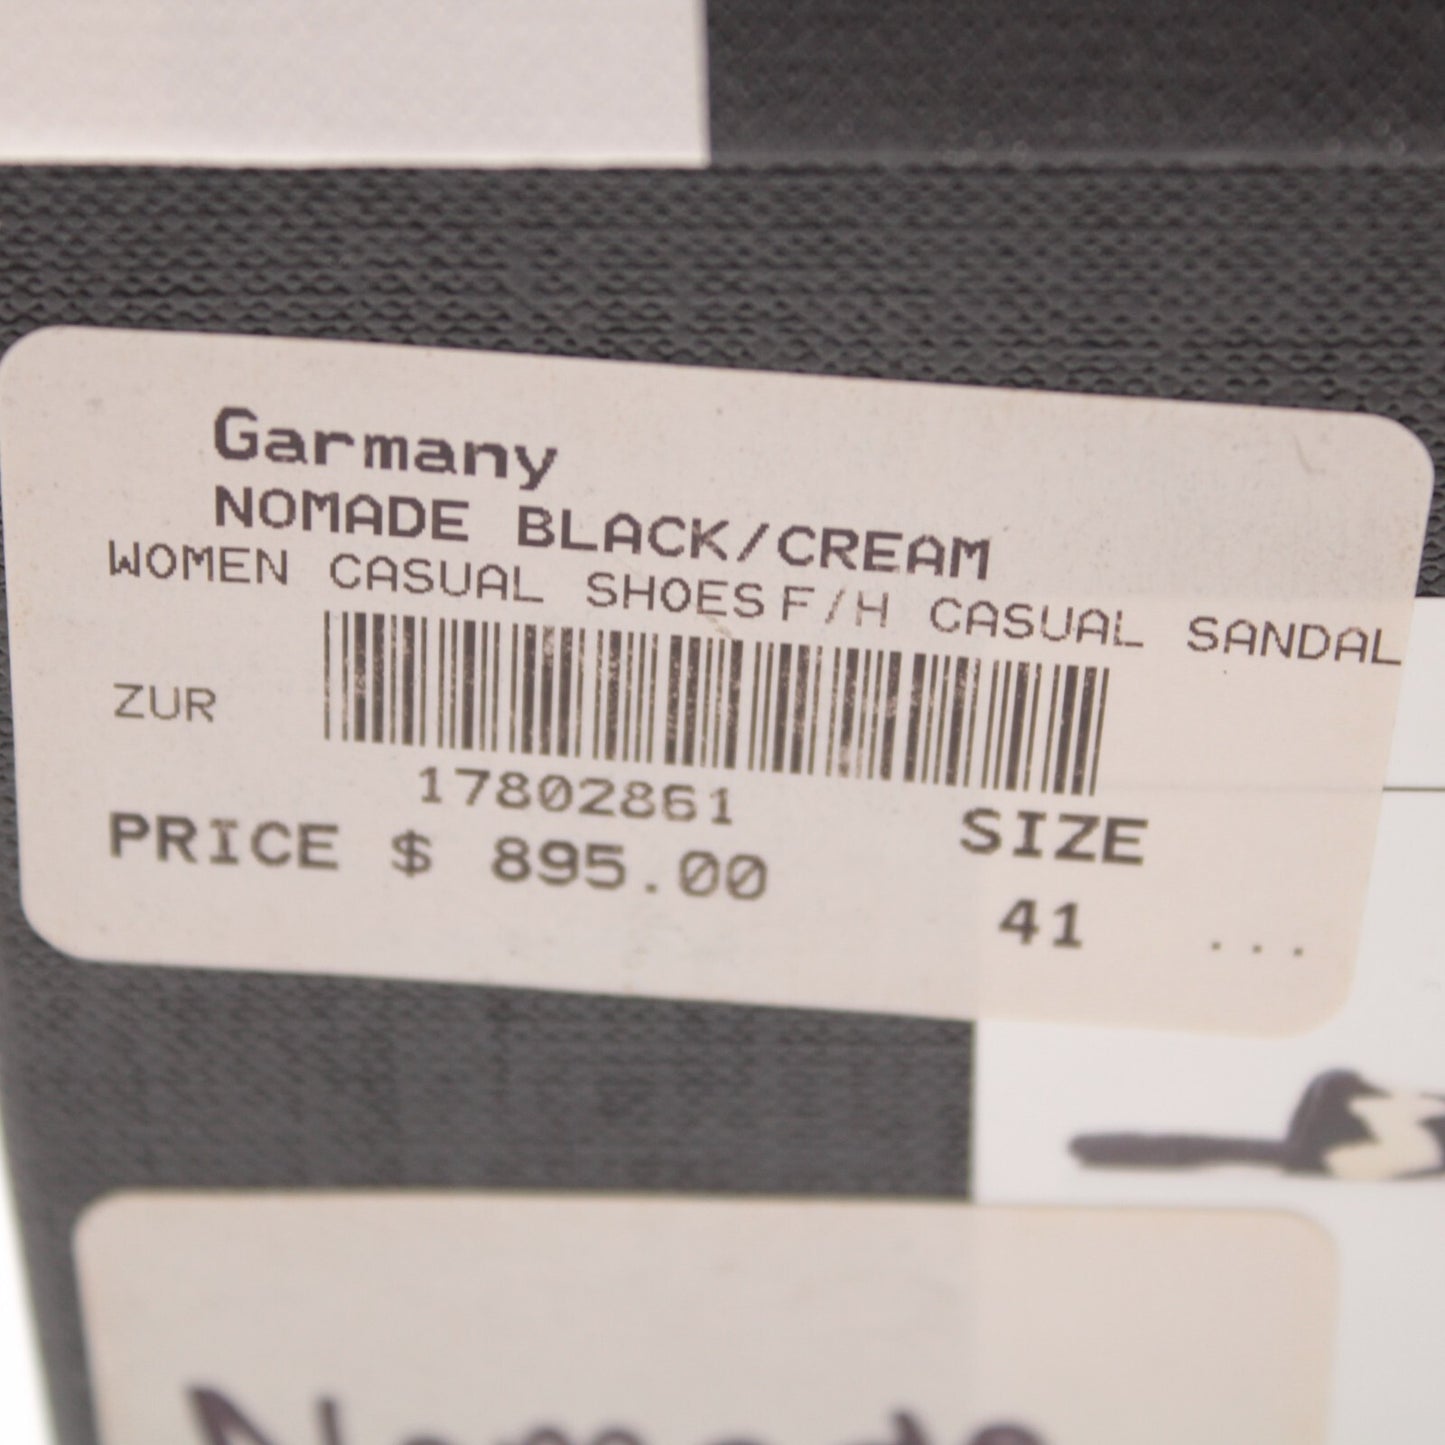 Garmany
NOMADE BLACK/CREAM
WOMEN CASUAL SHOES F/H CASUAL SANDAL
ZUR
17802861
PRICE $ 895.00
SIZE
41 ...